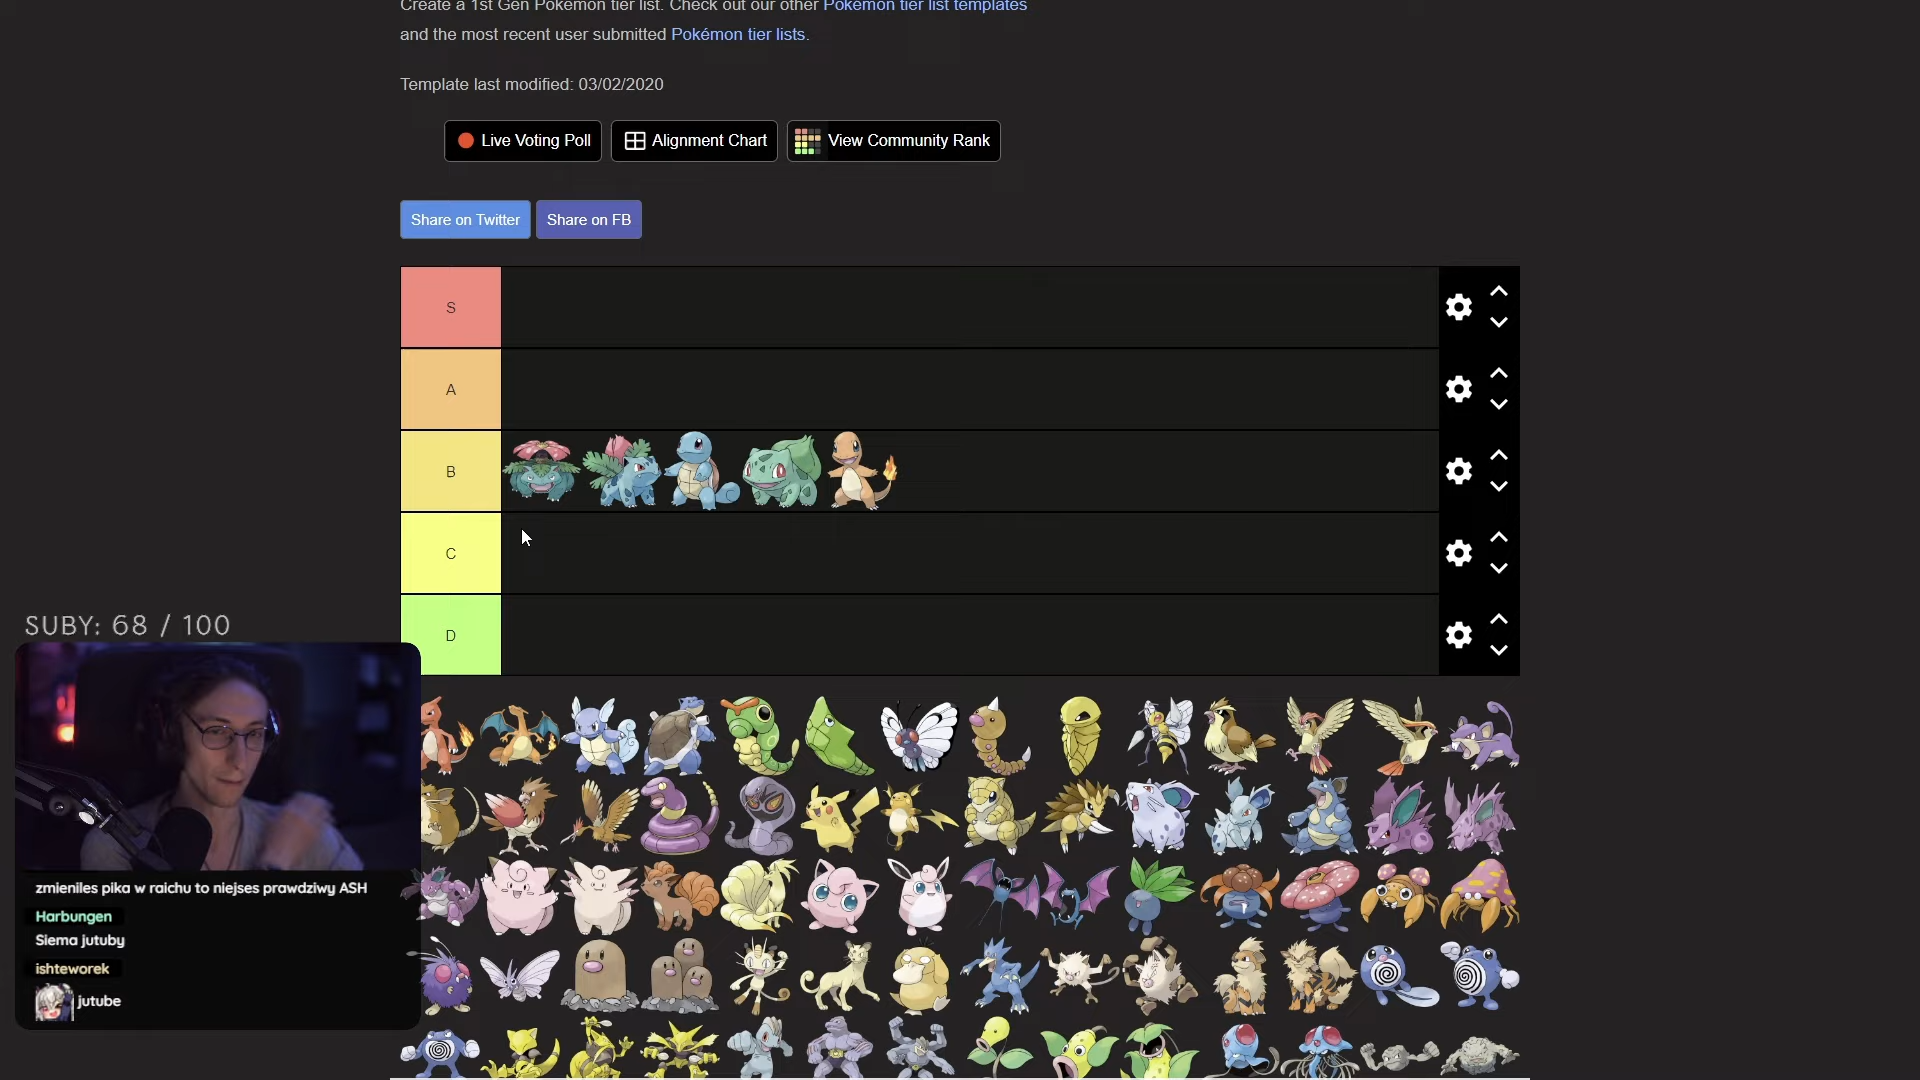 Create a 1st Gen Pokemon tier list. Check out our other Pokemon tier list templates
and the most recent user submitted Pokémon tier lists.
Template last modified: 03/02/2020
Live Voting Poll
Alignment Chart
View Community Rank
Share on Twitter
Share on FB
S
A
B
C
D
SUBY: 68 / 100
zmieniles pika w raichu to niejses prawdziwy ASH
Harbungen
Siema jutuby
ishteworek
jutube